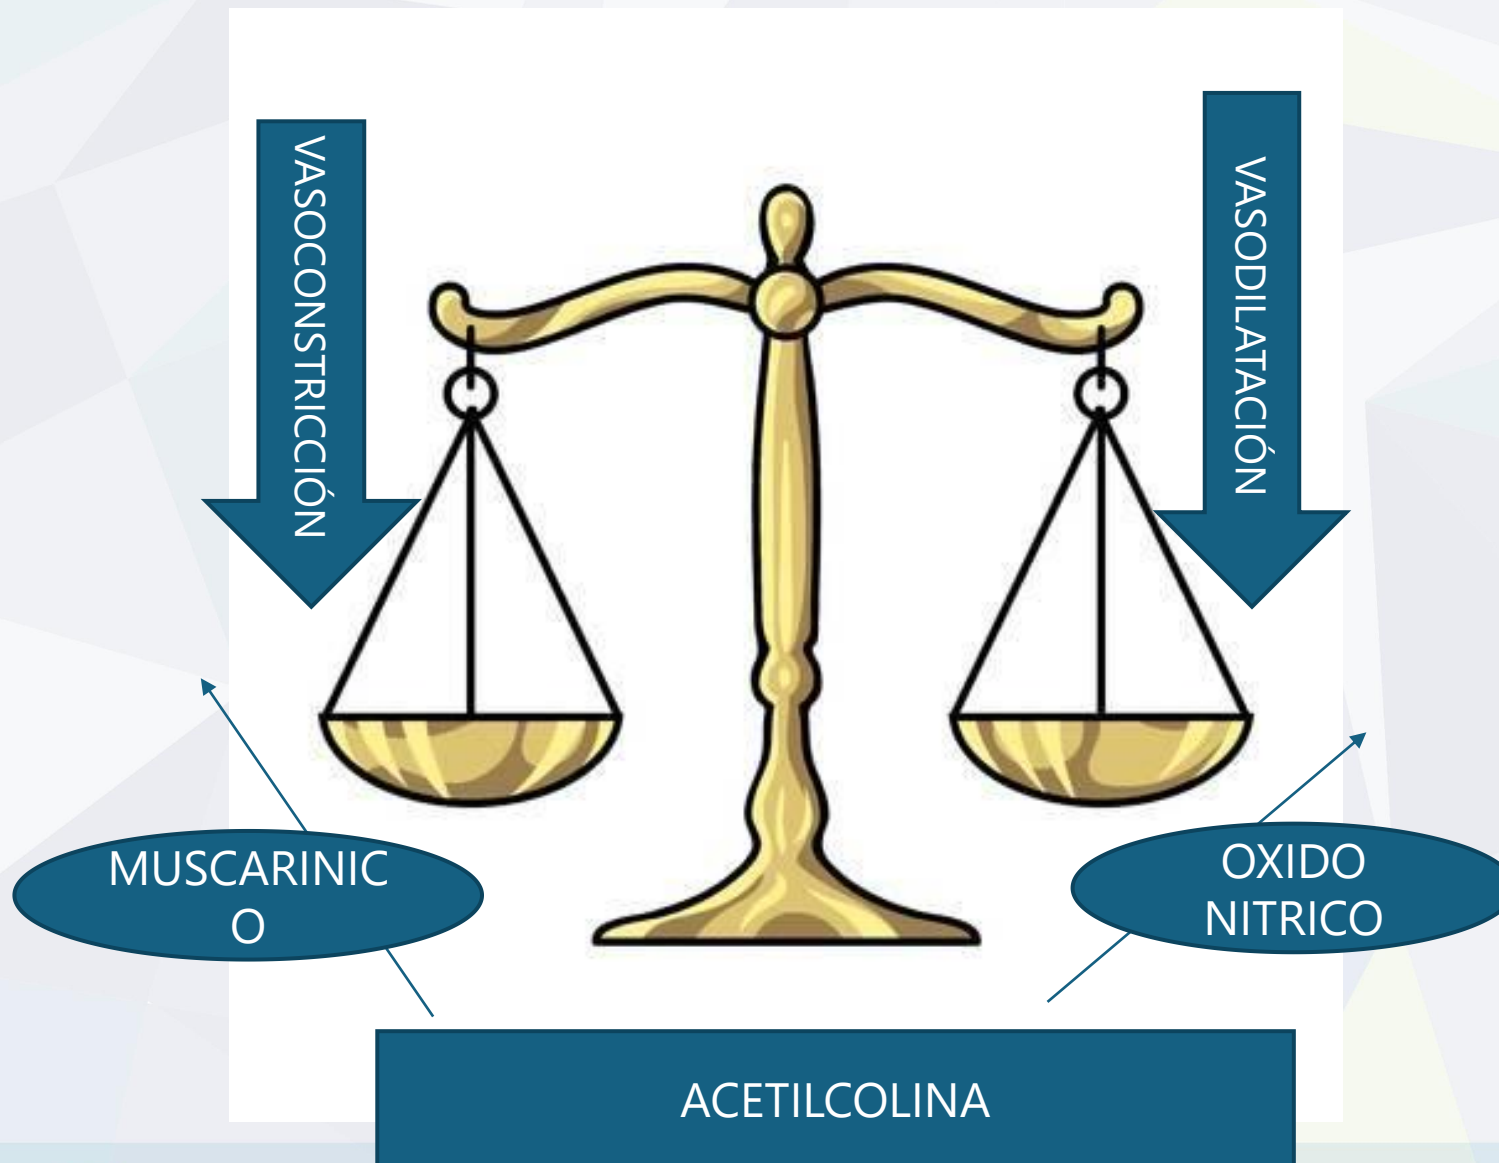 VASOCONSTRICCIÓN
VASODILATACIÓN
MUSCARINIC
O
OXIDO
NITRICO
ACETILCOLINA